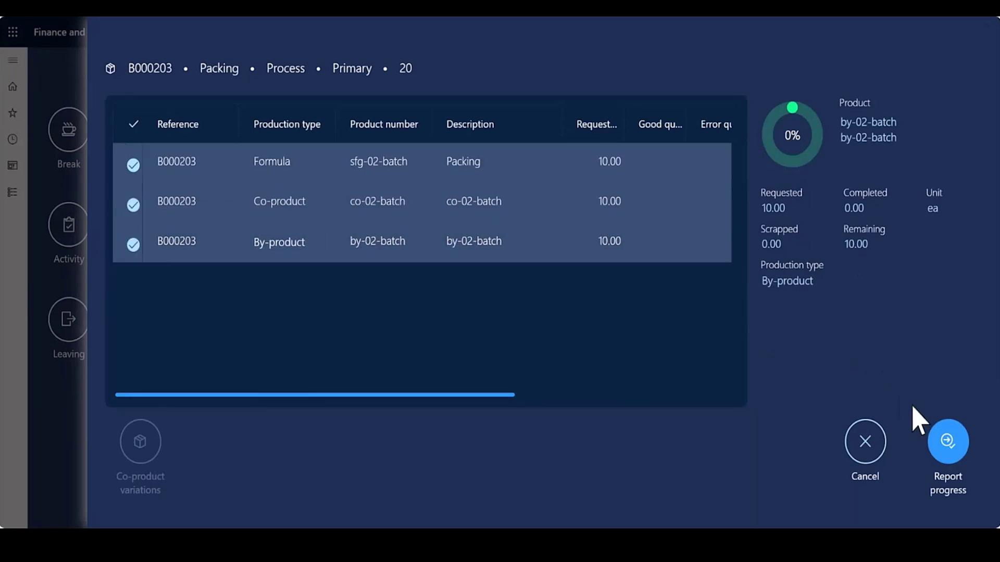 Finance and
B000203 • Packing • Process • Primary • 20
Reference Production type Product number Description Request... Good qu... Error qu
B000203 Formula sfg-02-batch Packing 10.00
B000203 Co-product co-02-batch co-02-batch 10.00
B000203 By-product by-02-batch by-02-batch 10.00
0%
Product
by-02-batch
by-02-batch
Requested Completed Unit
10.00 0.00 ea
Scrapped Remaining
0.00 10.00
Production type
By-product
Break
Activity
Leaving
Co-product
variations
Cancel
Report
progress